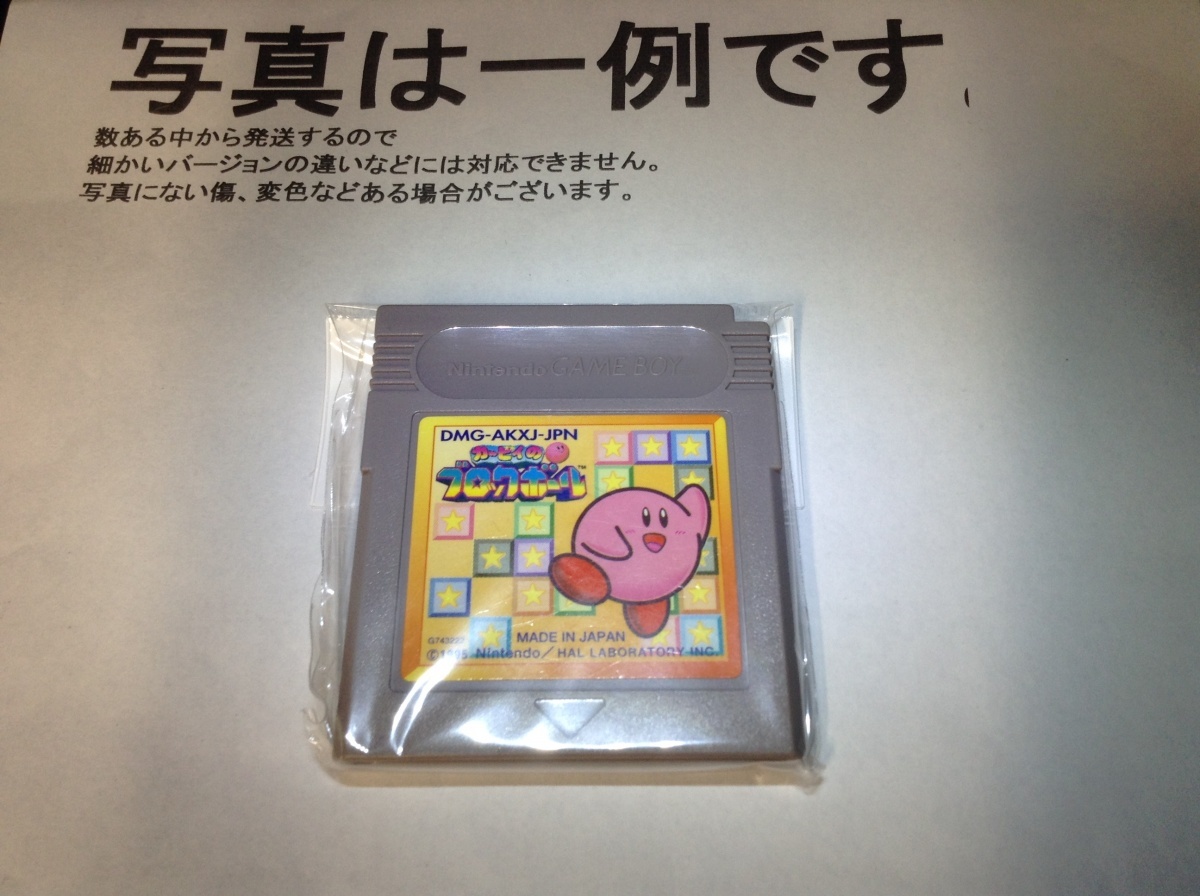 写真は一例です。
数ある中から発送するので
細かいバージョンの違いなどには対応できません。
写真にない傷、変色などある場合がございます。
Nintendo GAME BOY
DMG-AKXJ-JPN
カービィの
ブロックボール™
MADE IN JAPAN
©1995 Nintendo/HAL LABORATORY INC.